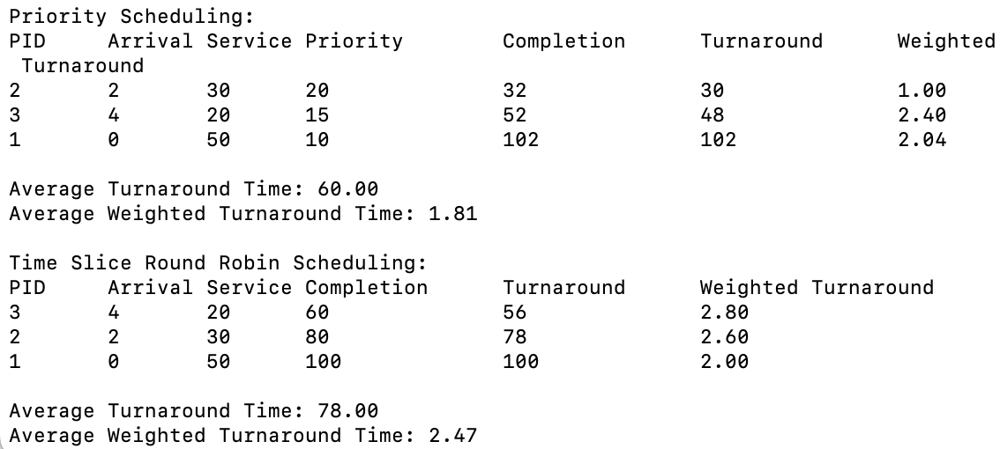 Priority Scheduling:
PID Arrival Service Priority Completion Turnaround Weighted
Turnaround
2 2 30 20 32 30 1.00
3 4 20 15 52 48 2.40
1 0 50 10 102 102 2.04
Average Turnaround Time: 60.00
Average Weighted Turnaround Time: 1.81
Time Slice Round Robin Scheduling:
PID Arrival Service Completion Turnaround Weighted Turnaround
3 4 20 60 56 2.80
2 2 30 80 78 2.60
1 0 50 100 100 2.00
Average Turnaround Time: 78.00
Average Weighted Turnaround Time: 2.47